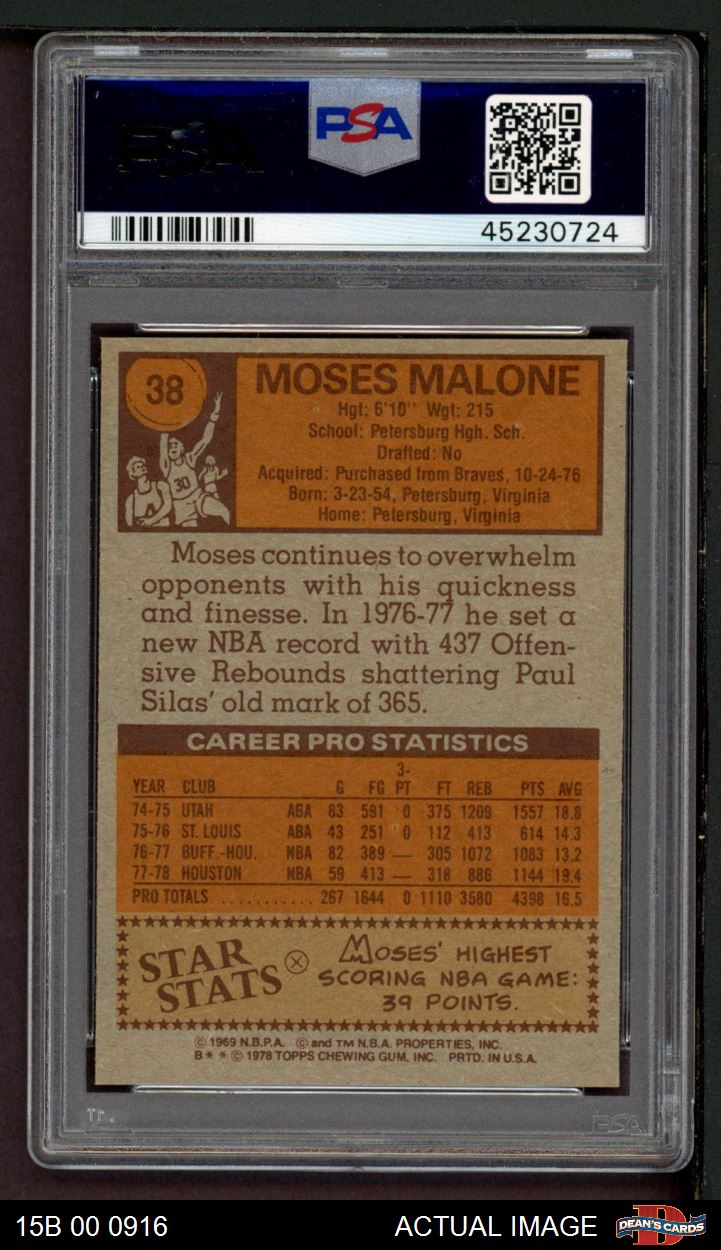 PSA
PSA
45230724
38
MOSES MALONE
Hgt: 6'10" Wgt: 215
School: Petersburg Hgh. Sch.
Drafted: No
Acquired: Purchased from Braves, 10-24-76
Born: 3-23-54, Petersburg, Virginia
Home: Petersburg, Virginia
30
Moses continues to overwhelm
opponents with his quickness
and finesse. In 1976-77 he set a
new NBA record with 437 Offen-
sive Rebounds shattering Paul
Silas' old mark of 365.
CAREER PRO STATISTICS
3-
YEAR CLUB G FG PT FT REB PTS AVG
74-75 UTAH ABA 83 591 0 375 1209 1557 18.8
75-76 ST. LOUIS ABA 43 251 0 112 413 614 14.3
76-77 BUFF.-HOU. NBA 82 389 — 305 1072 1083 13.2
77-78 HOUSTON NBA 59 413 — 318 886 1144 19.4
PRO TOTALS ............ 267 1644 0 1110 3580 4398 16.5
STAR
STATS
MOSES' HIGHEST
SCORING NBA GAME:
39 POINTS.
© 1969 N.B.P.A. © and TM N.B.A. PROPERTIES, INC.
B * * © 1978 TOPPS CHEWING GUM, INC. PRTD. IN U.S.A.
PSA
15B 00 0916
ACTUAL IMAGE
DEAN'S CARDS